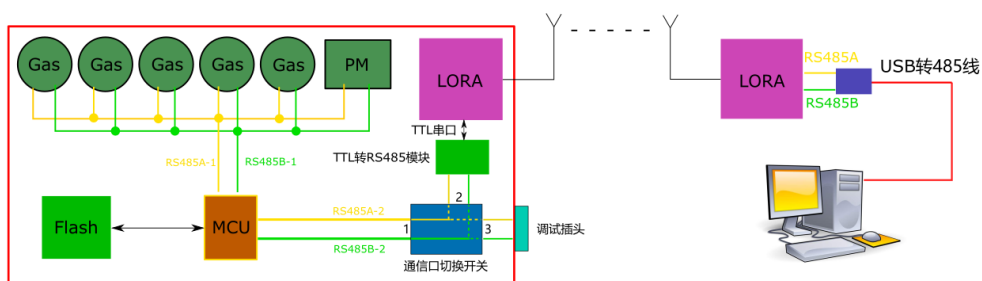 Gas
Gas
Gas
Gas
Gas
PM
LORA
LORA
RS485A
RS485B
USB转485线
TTL串口
TTL转RS485模块
RS485A-1
RS485B-1
Flash
MCU
RS485A-2
RS485B-2
1
2
3
调试插头
通信口切换开关